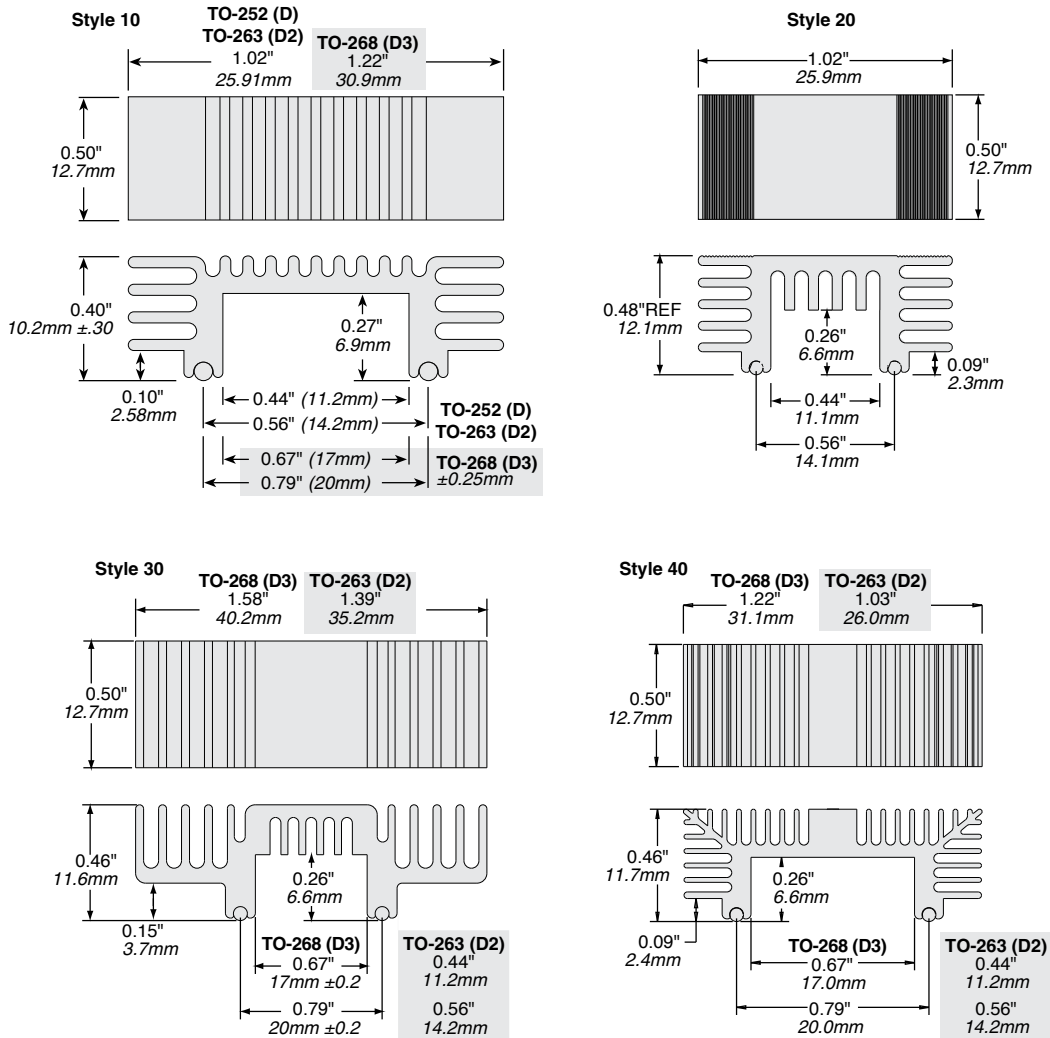 Style 10
TO-252 (D)
TO-263 (D2)
1.02"
25.91mm
TO-268 (D3)
1.22"
30.9mm
0.50"
12.7mm
0.40"
10.2mm ±.30
0.27"
6.9mm
0.10"
2.58mm
0.44" (11.2mm)
0.56" (14.2mm)
TO-252 (D)
TO-263 (D2)
0.67" (17mm)
0.79" (20mm)
TO-268 (D3)
±0.25mm
Style 20
1.02"
25.9mm
0.50"
12.7mm
0.48"REF
12.1mm
0.26"
6.6mm
0.09"
2.3mm
0.44"
11.1mm
0.56"
14.1mm
Style 30
TO-268 (D3)
1.58"
40.2mm
TO-263 (D2)
1.39"
35.2mm
0.50"
12.7mm
0.46"
11.6mm
0.26"
6.6mm
0.15"
3.7mm
TO-268 (D3)
0.67"
17mm ±0.2
0.79"
20mm ±0.2
TO-263 (D2)
0.44"
11.2mm
0.56"
14.2mm
Style 40
TO-268 (D3)
1.22"
31.1mm
TO-263 (D2)
1.03"
26.0mm
0.50"
12.7mm
0.46"
11.7mm
0.26"
6.6mm
0.09"
2.4mm
TO-268 (D3)
0.67"
17.0mm
0.79"
20.0mm
TO-263 (D2)
0.44"
11.2mm
0.56"
14.2mm